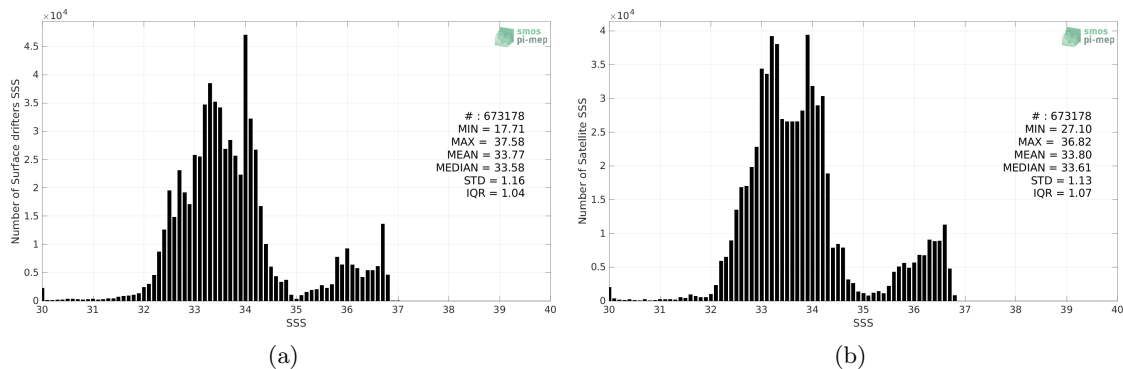 ×10⁴
smos
pi-mep
4.5
4
3.5
3
2.5
2
1.5
1
0.5
0
Number of Surface drifters SSS
# : 673178
MIN = 17.71
MAX = 37.58
MEAN = 33.77
MEDIAN = 33.58
STD = 1.16
IQR = 1.04
30 31 32 33 34 35 36 37 38 39 40
SSS
(a)
×10⁴
smos
pi-mep
4
3.5
3
2.5
2
1.5
1
0.5
0
Number of Satellite SSS
# : 673178
MIN = 27.10
MAX = 36.82
MEAN = 33.80
MEDIAN = 33.61
STD = 1.13
IQR = 1.07
30 31 32 33 34 35 36 37 38 39 40
SSS
(b)